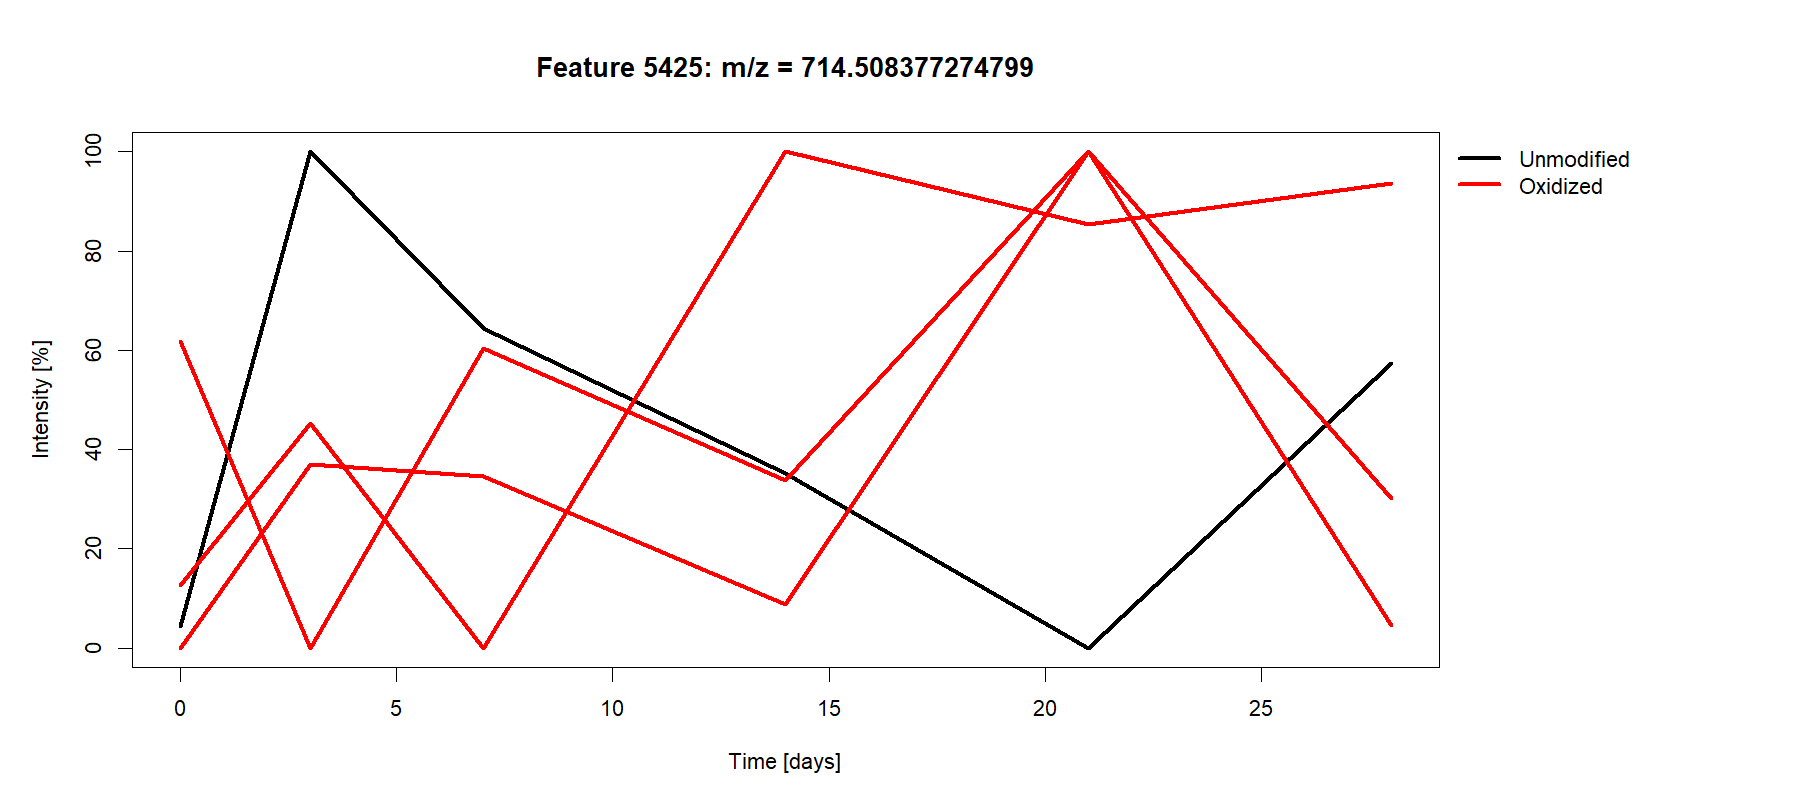 Feature 5425: m/z = 714.508377274799
Unmodified
Oxidized
100
80
60
40
20
0
Intensity [%]
0 5 10 15 20 25
Time [days]